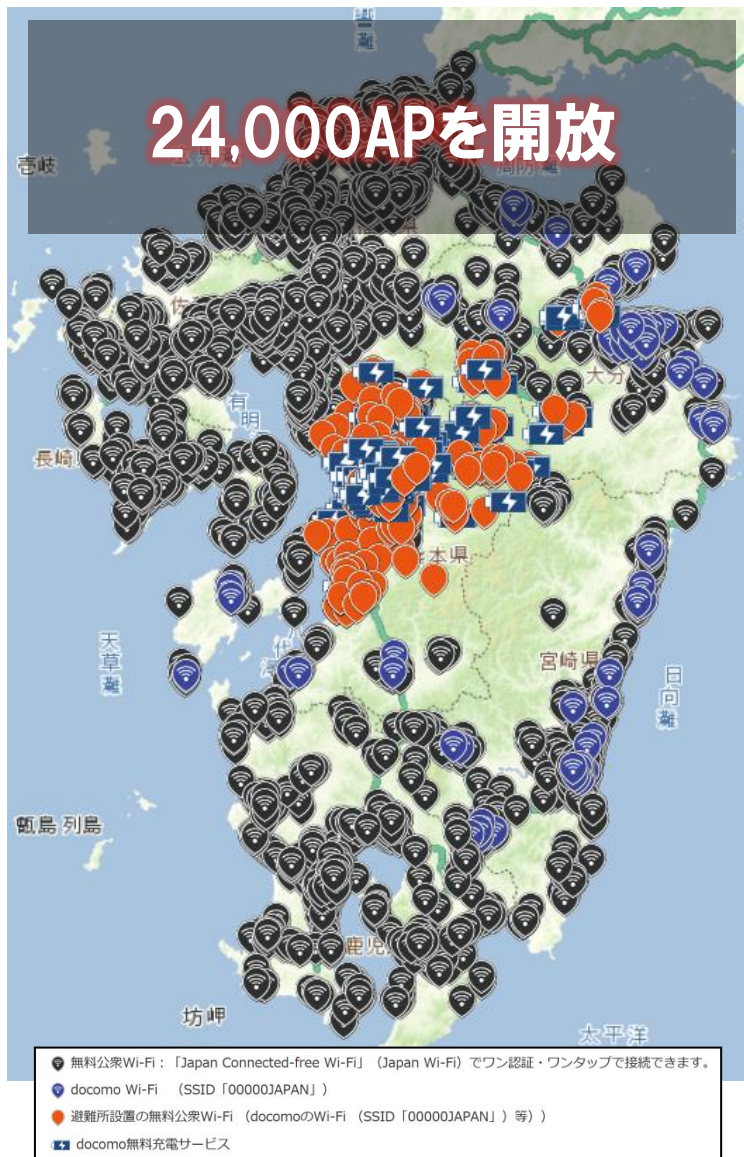 響灘
24,000APを開放
壱岐
周防灘
有明
大分
長崎
本県
天草灘
宮崎県
日向灘
甑島列島
鹿児
坊岬
太平洋
無料公衆Wi-Fi:「Japan Connected-free Wi-Fi」(Japan Wi-Fi)でワン認証・ワンタップで接続できます。
docomo Wi-Fi (SSID「00000JAPAN」)
避難所設置の無料公衆Wi-Fi (docomoのWi-Fi (SSID「00000JAPAN」) 等))
docomo無料充電サービス